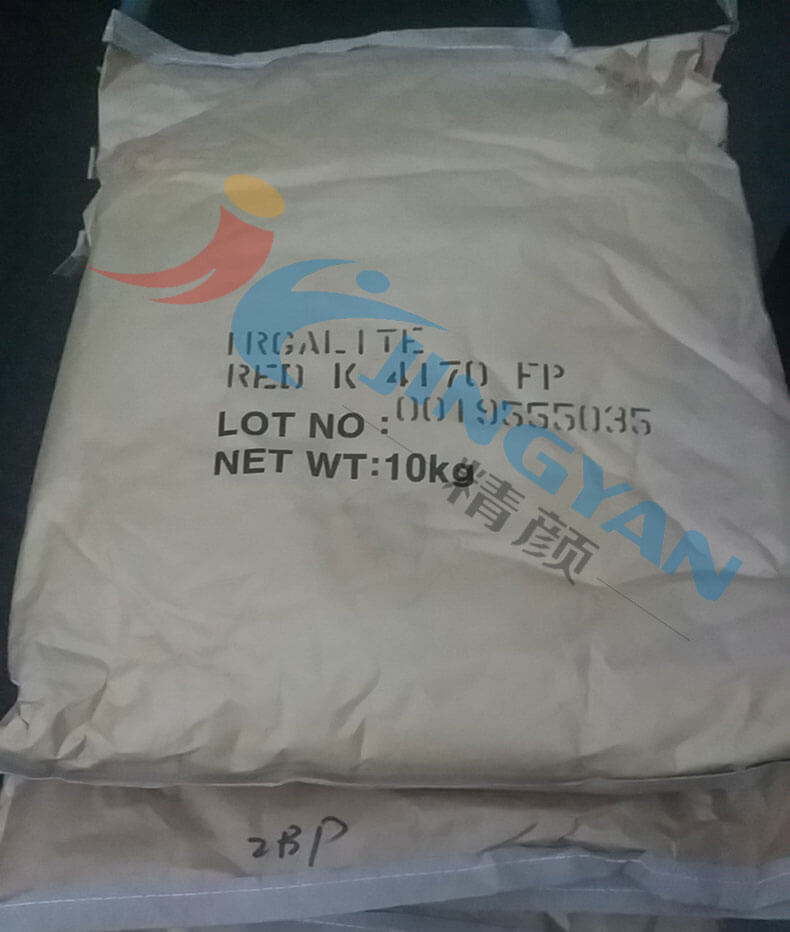 IRGALITE
RED K 4170 FP
LOT NO : 0019555035
NET WT:10kg
JINGYAN
精颜
2BP